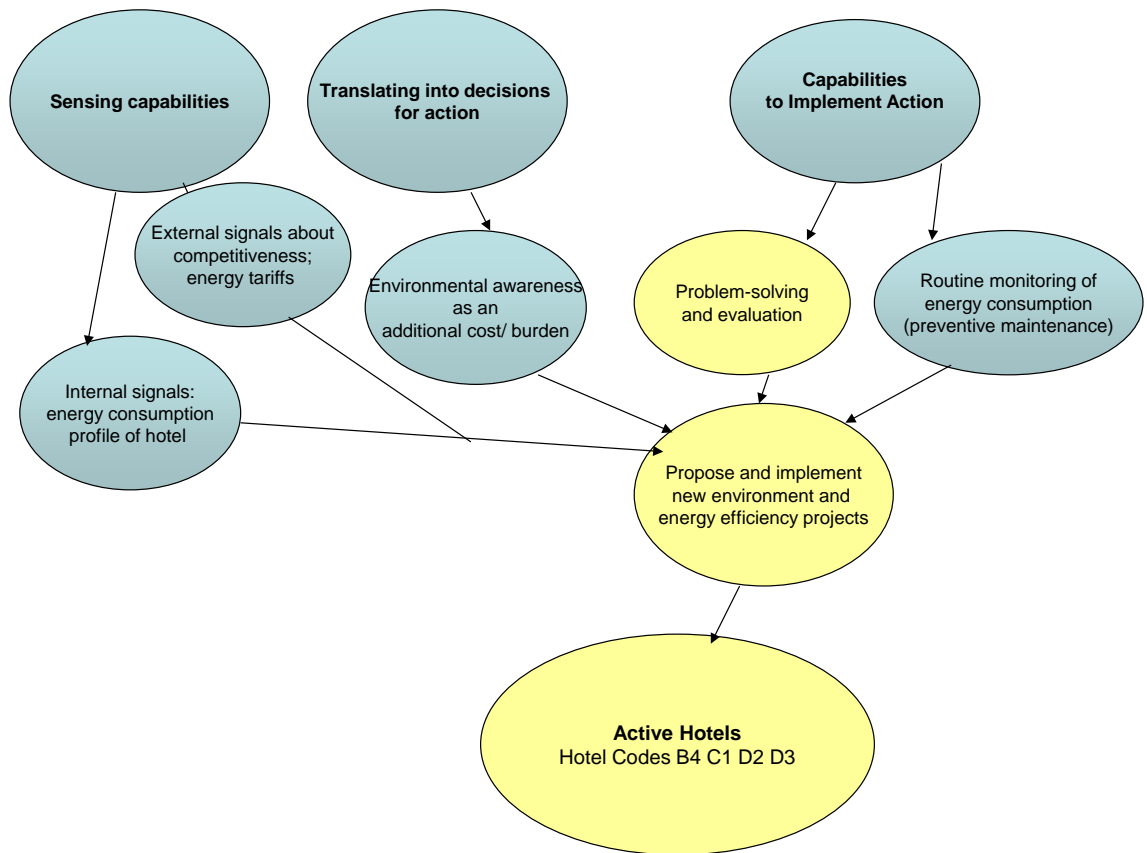 Sensing capabilities
Translating into decisions
for action
Capabilities
to Implement Action
External signals about
competitiveness;
energy tariffs
Environmental awareness
as an
additional cost/ burden
Problem-solving
and evaluation
Routine monitoring of
energy consumption
(preventive maintenance)
Internal signals:
energy consumption
profile of hotel
Propose and implement
new environment and
energy efficiency projects
Active Hotels
Hotel Codes B4 C1 D2 D3